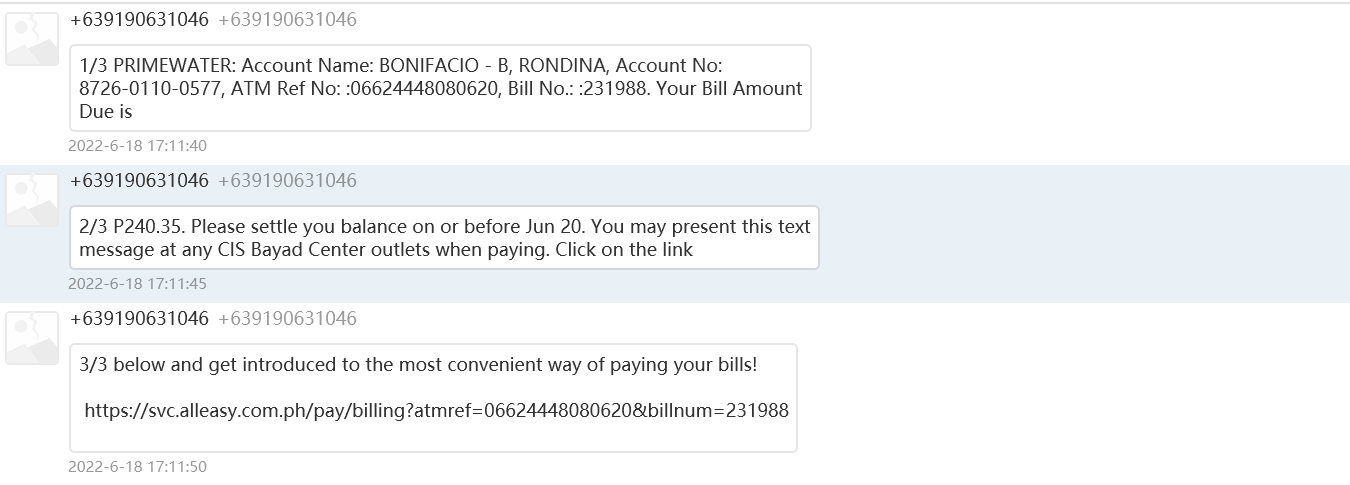 +639190631046 +639190631046
1/3 PRIMEWATER: Account Name: BONIFACIO - B, RONDINA, Account No:
8726-0110-0577, ATM Ref No: :06624448080620, Bill No.: :231988. Your Bill Amount
Due is
2022-6-18 17:11:40
+639190631046 +639190631046
2/3 P240.35. Please settle you balance on or before Jun 20. You may present this text
message at any CIS Bayad Center outlets when paying. Click on the link
2022-6-18 17:11:45
+639190631046 +639190631046
3/3 below and get introduced to the most convenient way of paying your bills!
https://svc.alleasy.com.ph/pay/billing?atmref=06624448080620&billnum=231988
2022-6-18 17:11:50